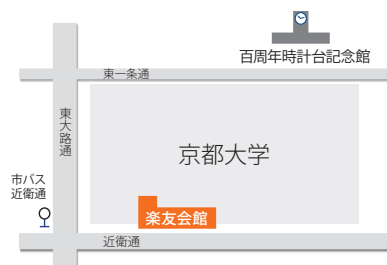 百周年時計台記念館
東一条通
東大路通
京都大学
市バス
近衛通
楽友会館
近衛通